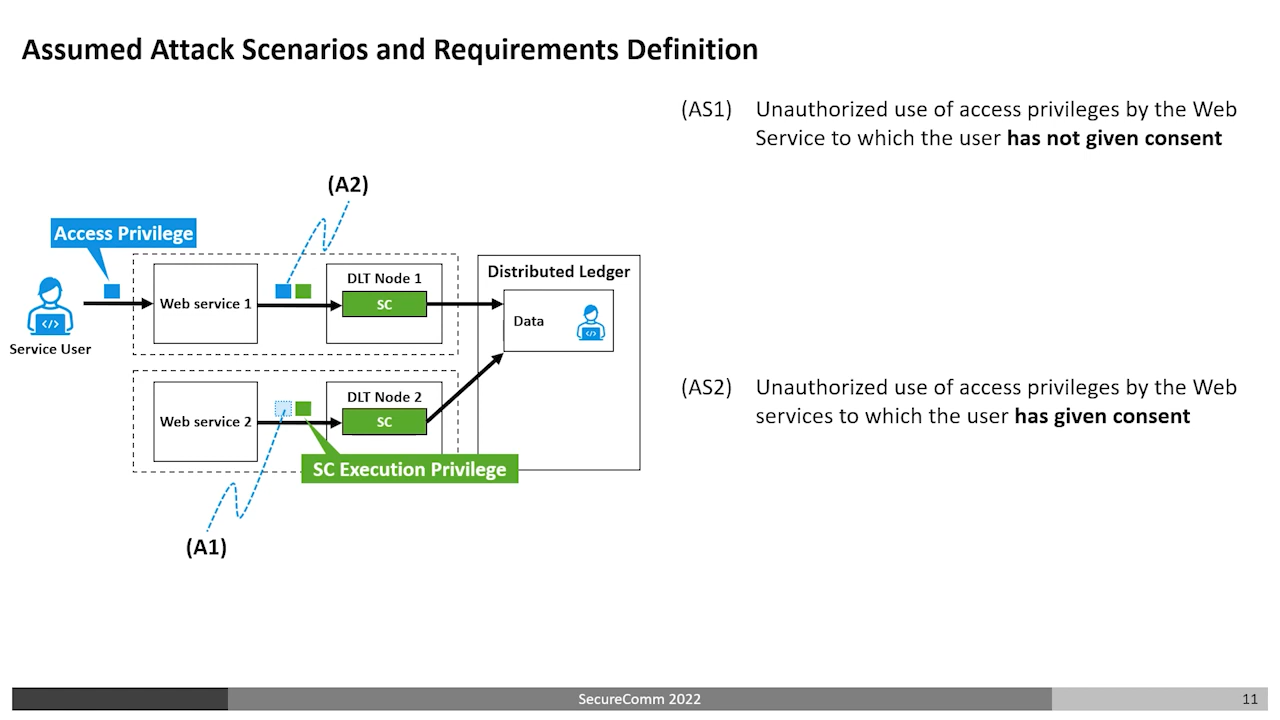 Assumed Attack Scenarios and Requirements Definition
(AS1) Unauthorized use of access privileges by the Web
Service to which the user has not given consent
(A2)
Access Privilege
Service User
Web service 1
DLT Node 1
SC
Distributed Ledger
Data
Web service 2
DLT Node 2
SC
SC Execution Privilege
(A1)
(AS2) Unauthorized use of access privileges by the Web
services to which the user has given consent
SecureComm 2022
11